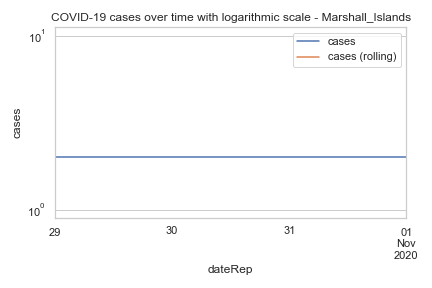 COVID-19 cases over time with logarithmic scale - Marshall_Islands
10¹
cases
cases (rolling)
cases
10⁰
29
30
31
01
Nov
2020
dateRep